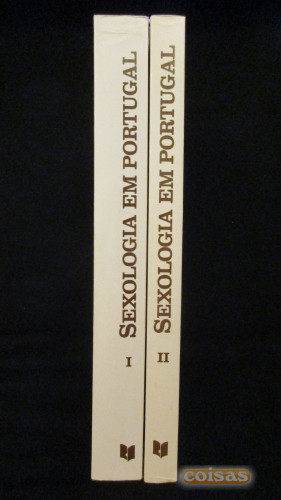 SEXOLOGIA EM PORTUGAL
I
SEXOLOGIA EM PORTUGAL
II
coisas